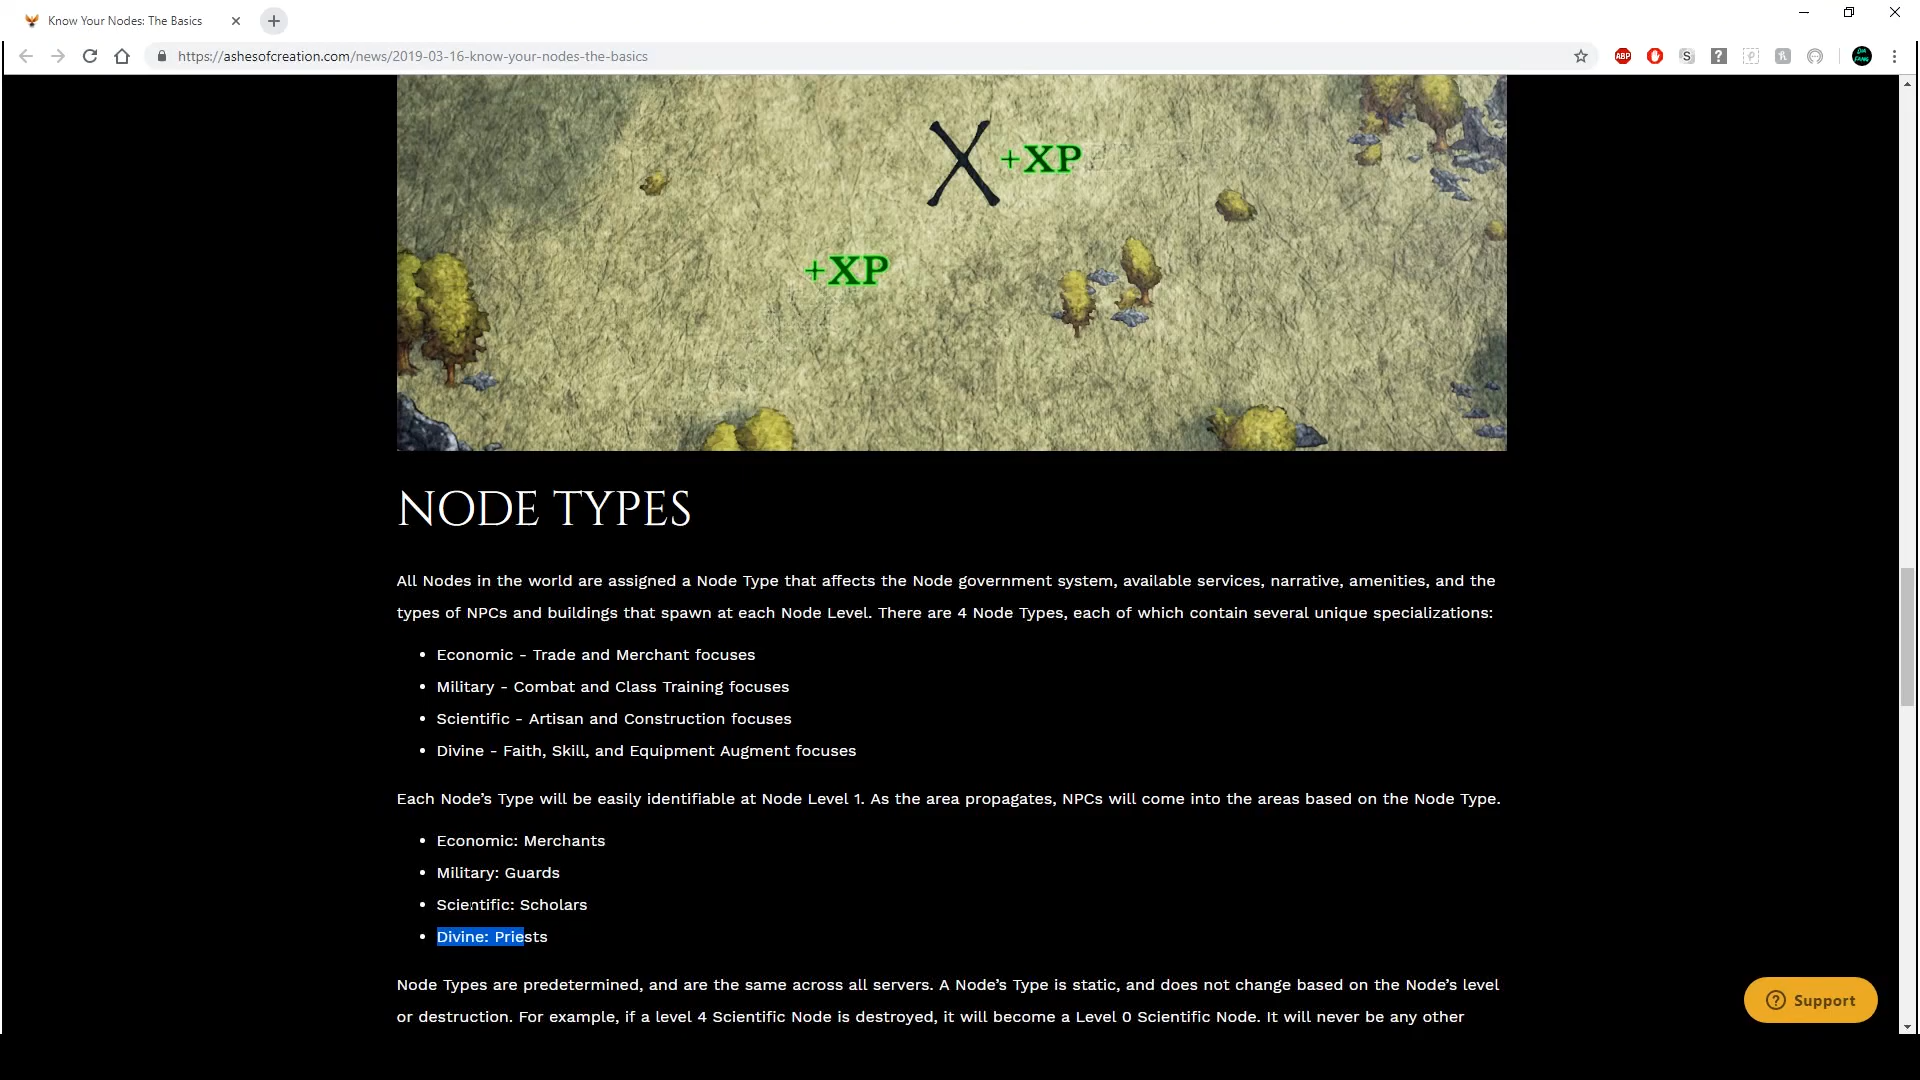 Know Your Nodes: The Basics
https://ashesofcreation.com/news/2019-03-16-know-your-nodes-the-basics
ABP
S
?
+XP
+XP
NODE TYPES
All Nodes in the world are assigned a Node Type that affects the Node government system, available services, narrative, amenities, and the
types of NPCs and buildings that spawn at each Node Level. There are 4 Node Types, each of which contain several unique specializations:
Economic - Trade and Merchant focuses
Military - Combat and Class Training focuses
Scientific - Artisan and Construction focuses
Divine - Faith, Skill, and Equipment Augment focuses
Each Node’s Type will be easily identifiable at Node Level 1. As the area propagates, NPCs will come into the areas based on the Node Type.
Economic: Merchants
Military: Guards
Scientific: Scholars
Divine: Priests
Node Types are predetermined, and are the same across all servers. A Node’s Type is static, and does not change based on the Node’s level
or destruction. For example, if a level 4 Scientific Node is destroyed, it will become a Level 0 Scientific Node. It will never be any other
Support